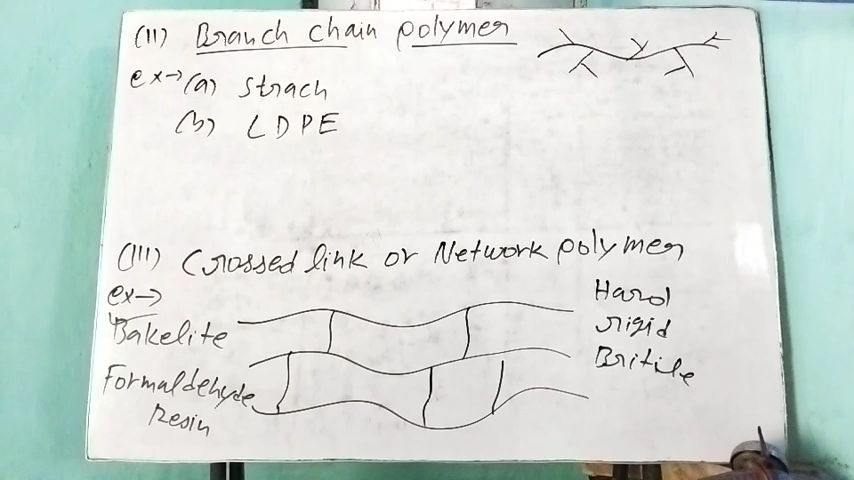 (II) Branch chain polymer
ex→ (a) Strach
(b) LDPE
(III) Crossed link or Network polymer
ex→
Bakelite
Formaldehyde
Resin
Hard
rigid
Britile